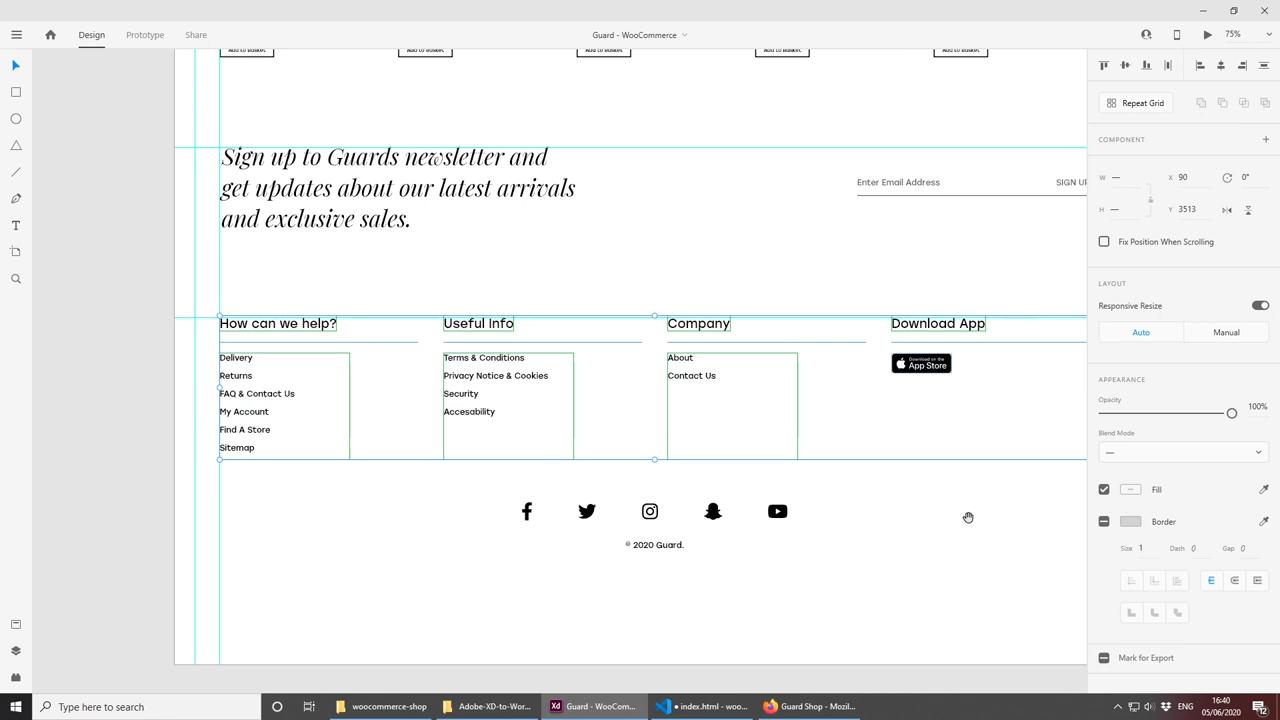 Design
Prototype
Share
Guard - WooCommerce
75%
Add to Basket
Add to Basket
Add to Basket
Add to Basket
Add to Basket
Repeat Grid
COMPONENT
W —
X 90
0°
H —
Y 3513
Fix Position When Scrolling
Sign up to Guards newsletter and
get updates about our latest arrivals
and exclusive sales.
Enter Email Address
SIGN UP
LAYOUT
Responsive Resize
Auto
Manual
How can we help?
Useful Info
Company
Download App
Delivery
Returns
FAQ & Contact Us
My Account
Find A Store
Sitemap
Terms & Conditions
Privacy Notice & Cookies
Security
Accesability
About
Contact Us
Download on the
App Store
APPEARANCE
Opacity
100%
Blend Mode
—
Fill
Border
Size 1
Dash 0
Gap 0
© 2020 Guard.
Mark for Export
Type here to search
woocommerce-shop
Adobe-XD-to-Wor...
Xd
Guard - WooCom...
• index.html - woo...
Guard Shop - Mozil...
ENG
16:40
05/06/2020